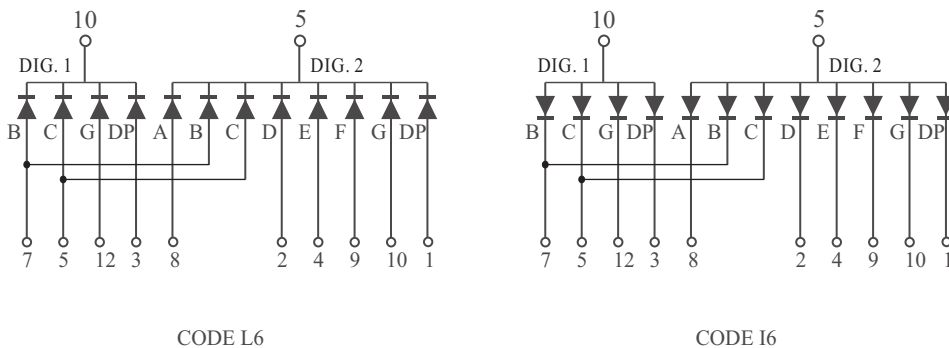 10 5 10 5
DIG. 1 DIG. 2 DIG. 1 DIG. 2
B C G DP A B C D E F G DP B C G DP A B C D E F G DP
7 5 12 3 8 2 4 9 10 1 7 5 12 3 8 2 4 9 10 1
CODE L6 CODE I6